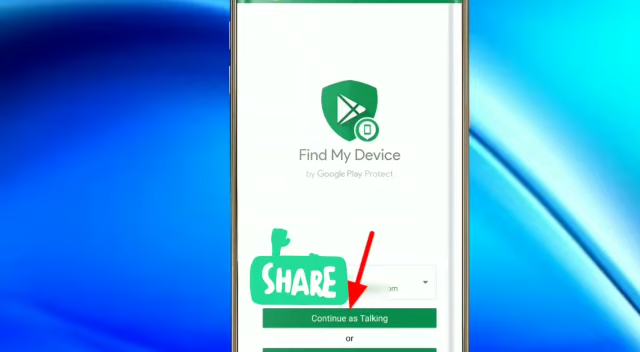 Find My Device
by Google Play Protect
SHARE
om
Continue as Talking
or